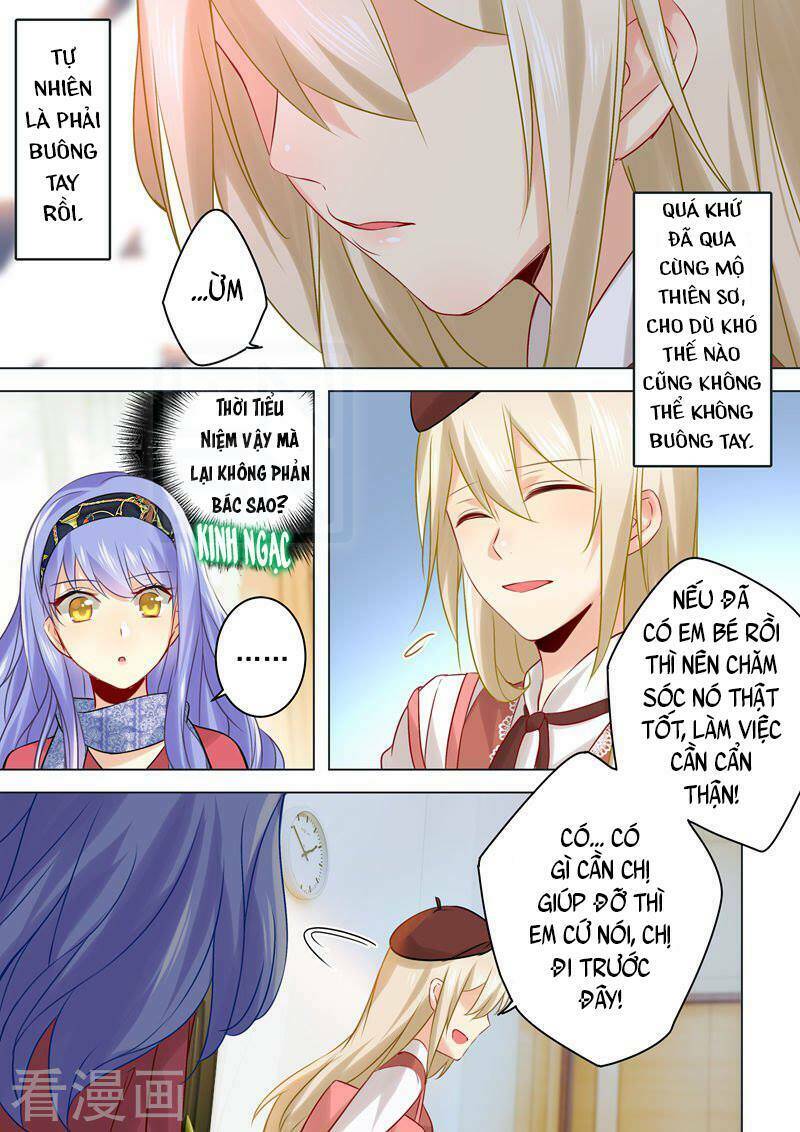 TỰ
NHIÊN
LÀ PHẢI
BUÔNG
TAY
RỒI.
...ỪM
QUÁ KHỨ
ĐÃ QUA
CÙNG MỘ
THIÊN SƠ,
CHO DÙ KHÓ
THẾ NÀO
CŨNG KHÔNG
THỂ KHÔNG
BUÔNG TAY.
THỜI TIỂU
NIỆM VẬY MÀ
LẠI KHÔNG PHẢN
BÁC SAO?
KINH NGẠC
......
NẾU ĐÃ
CÓ EM BÉ RỒI
THÌ NÊN CHĂM
SÓC NÓ THẬT
TỐT, LÀM VIỆC
CẦN CẨN
THẬN!
CÓ... CÓ
GÌ CẦN CHỊ
GIÚP ĐỠ THÌ
EM CỨ NÓI, CHỊ
ĐI TRƯỚC
ĐÂY!
看漫画